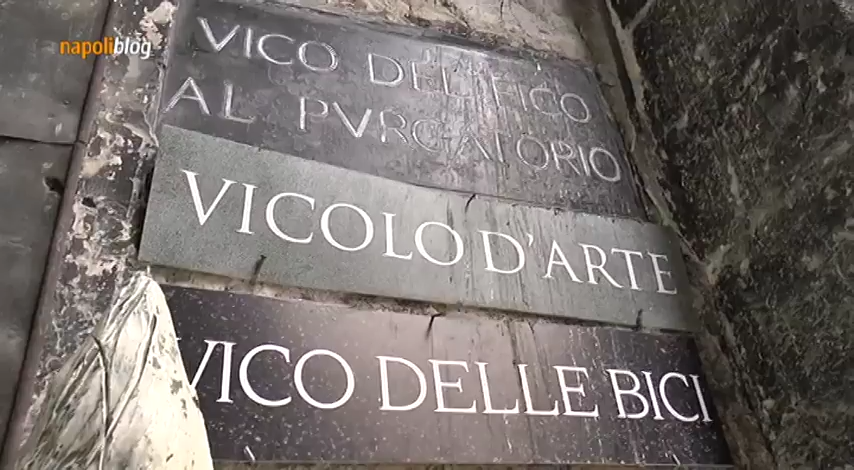 napoliblog
VICO DEL FICO
AL PVRGATORIO
VICOLO D'ARTE
VICO DELLE BICI